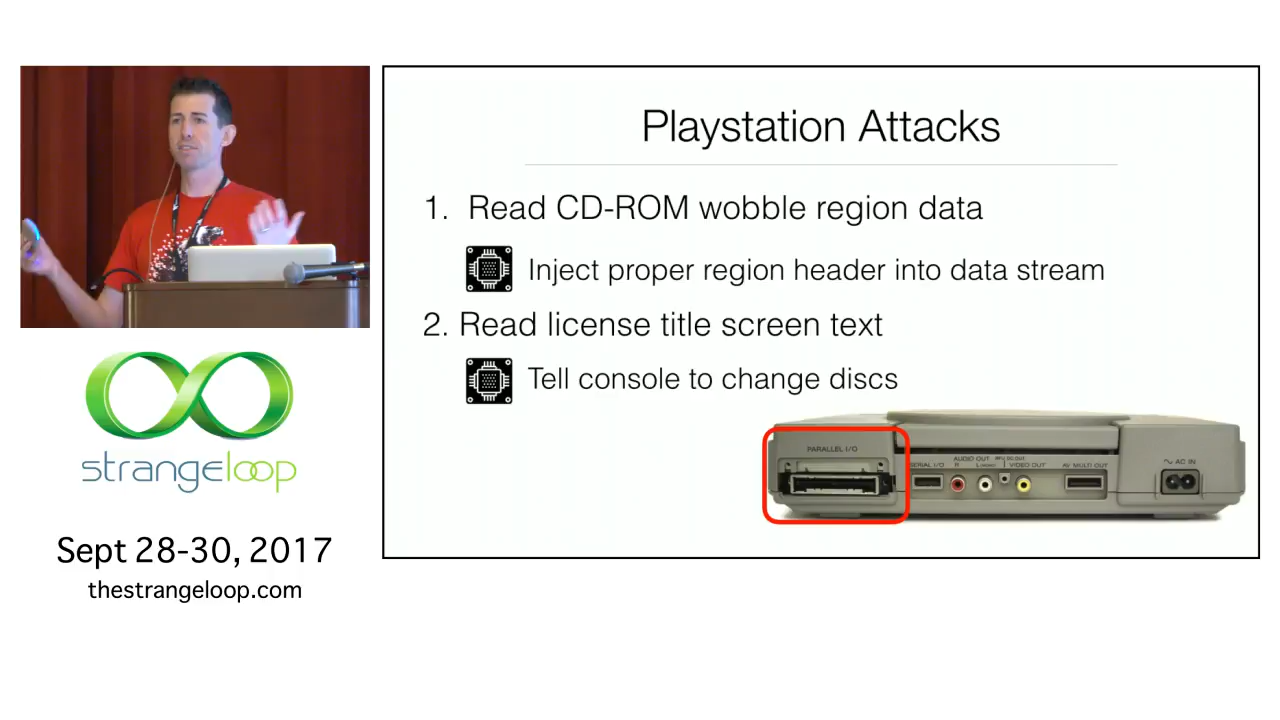 Playstation Attacks
1. Read CD-ROM wobble region data
Inject proper region header into data stream
2. Read license title screen text
Tell console to change discs
PARALLEL I/O
SERIAL I/O
AUDIO OUT
R
VIDEO OUT
AV MULTI OUT
AC IN
strangeloop
Sept 28-30, 2017
thestrangeloop.com